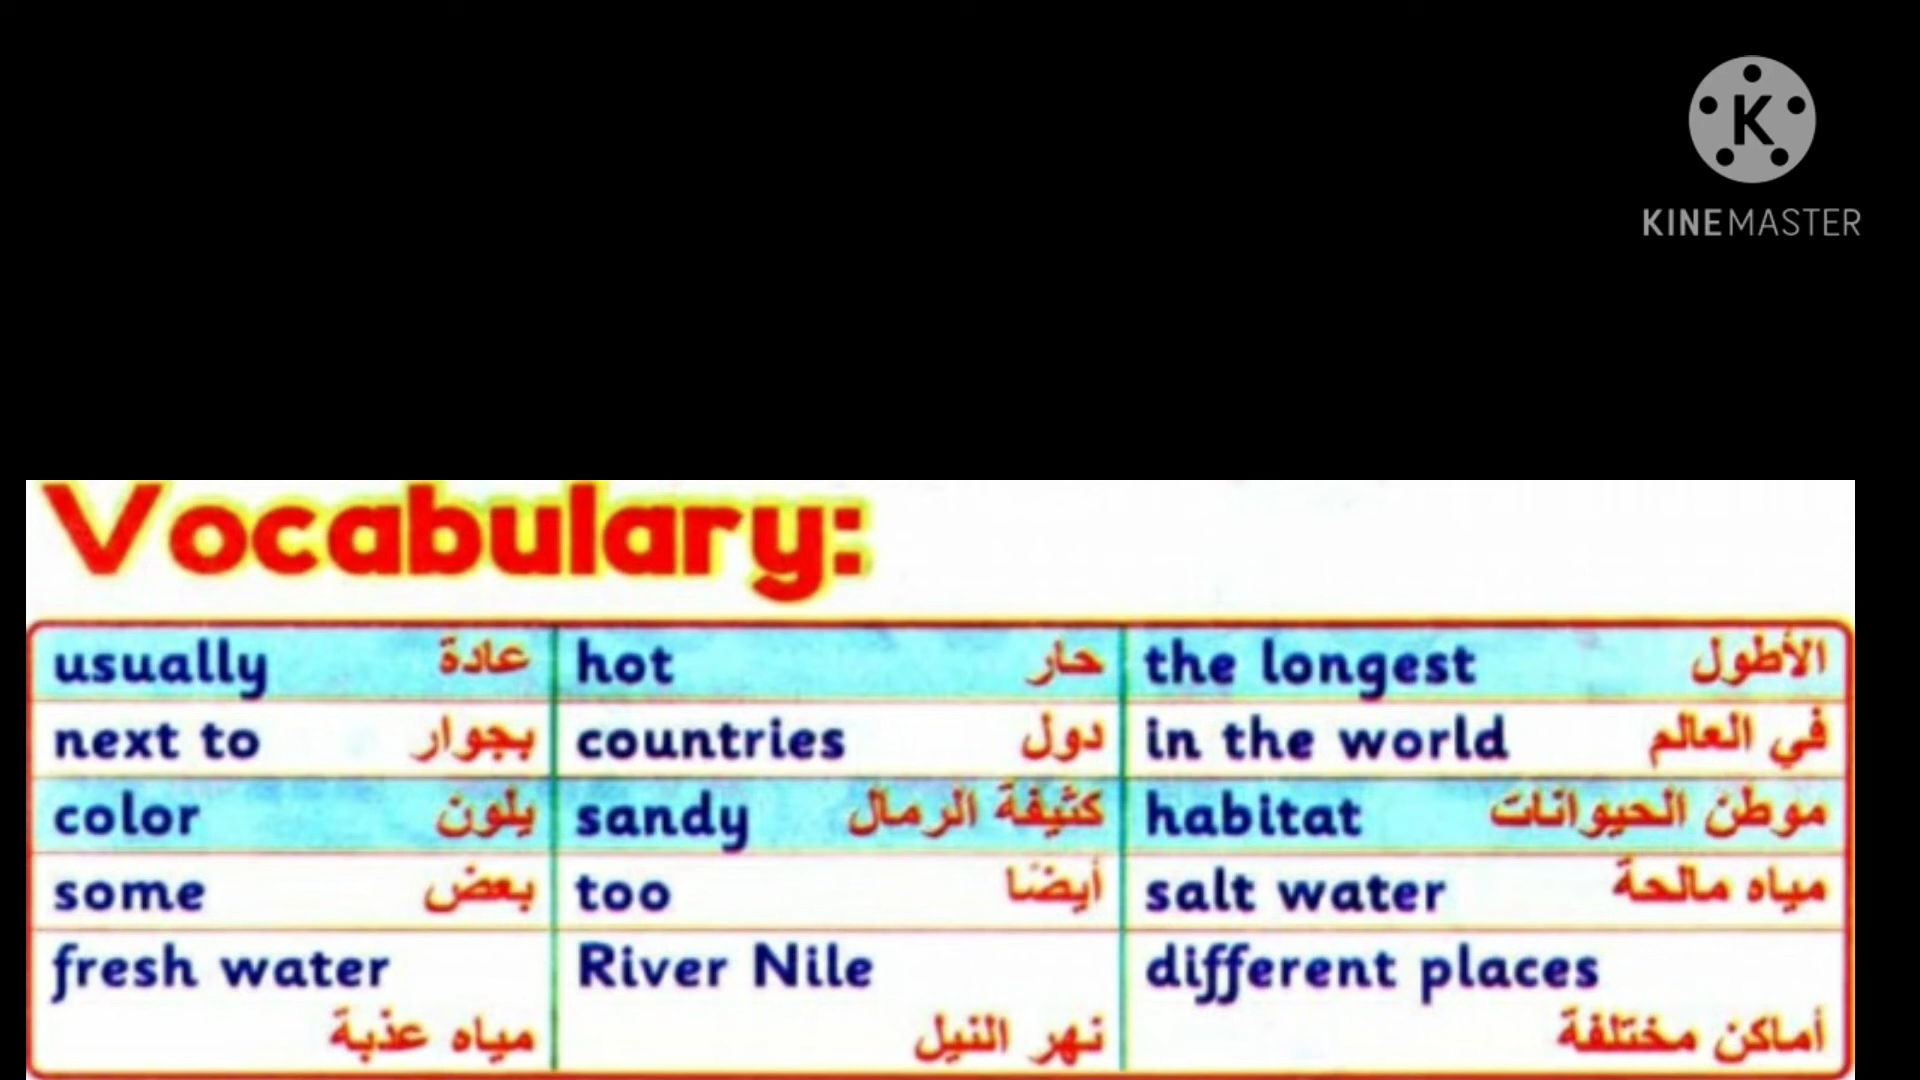 K
KINEMASTER
Vocabulary:
usually عادة hot حار the longest الأطول
next to بجوار countries دول in the world في العالم
color يلون sandy كثيفة الرمال habitat موطن الحيوانات
some بعض too أيضًا salt water مياه مالحة
fresh water River Nile different places
مياه عذبة نهر النيل أماكن مختلفة